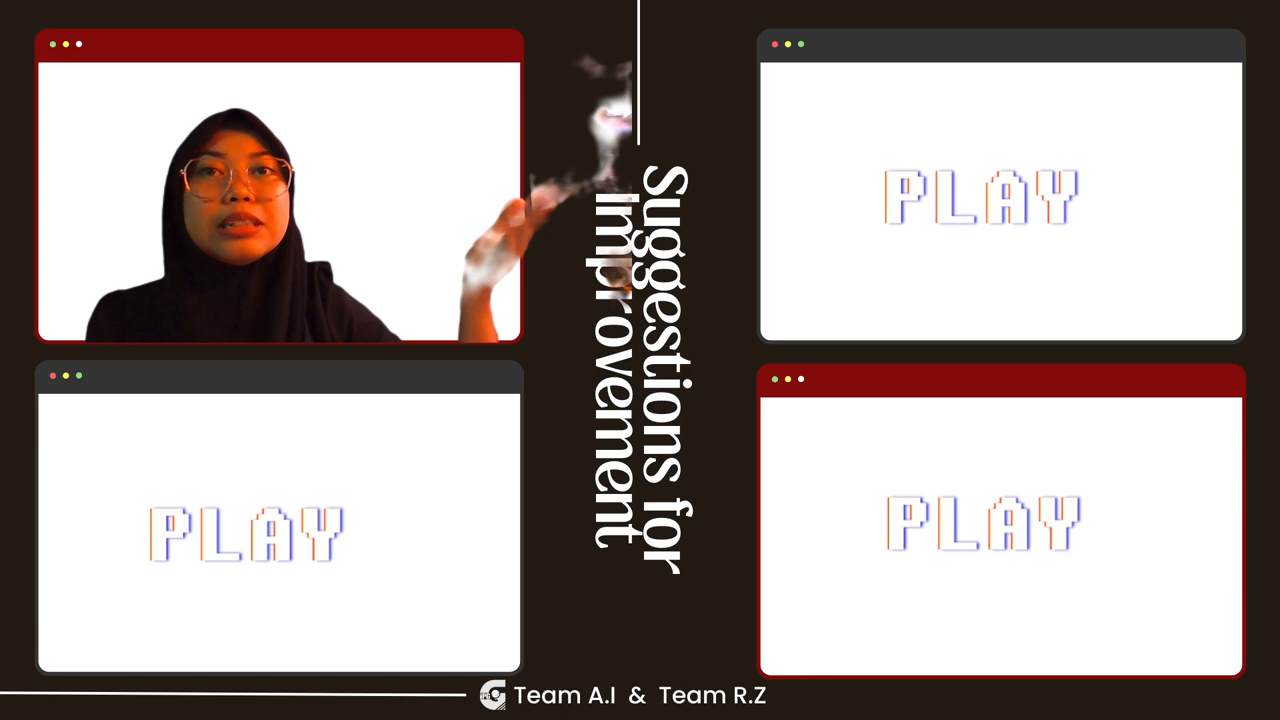 PLAY
Suggestions for
Improvement
PLAY
PLAY
Team A.I & Team R.Z